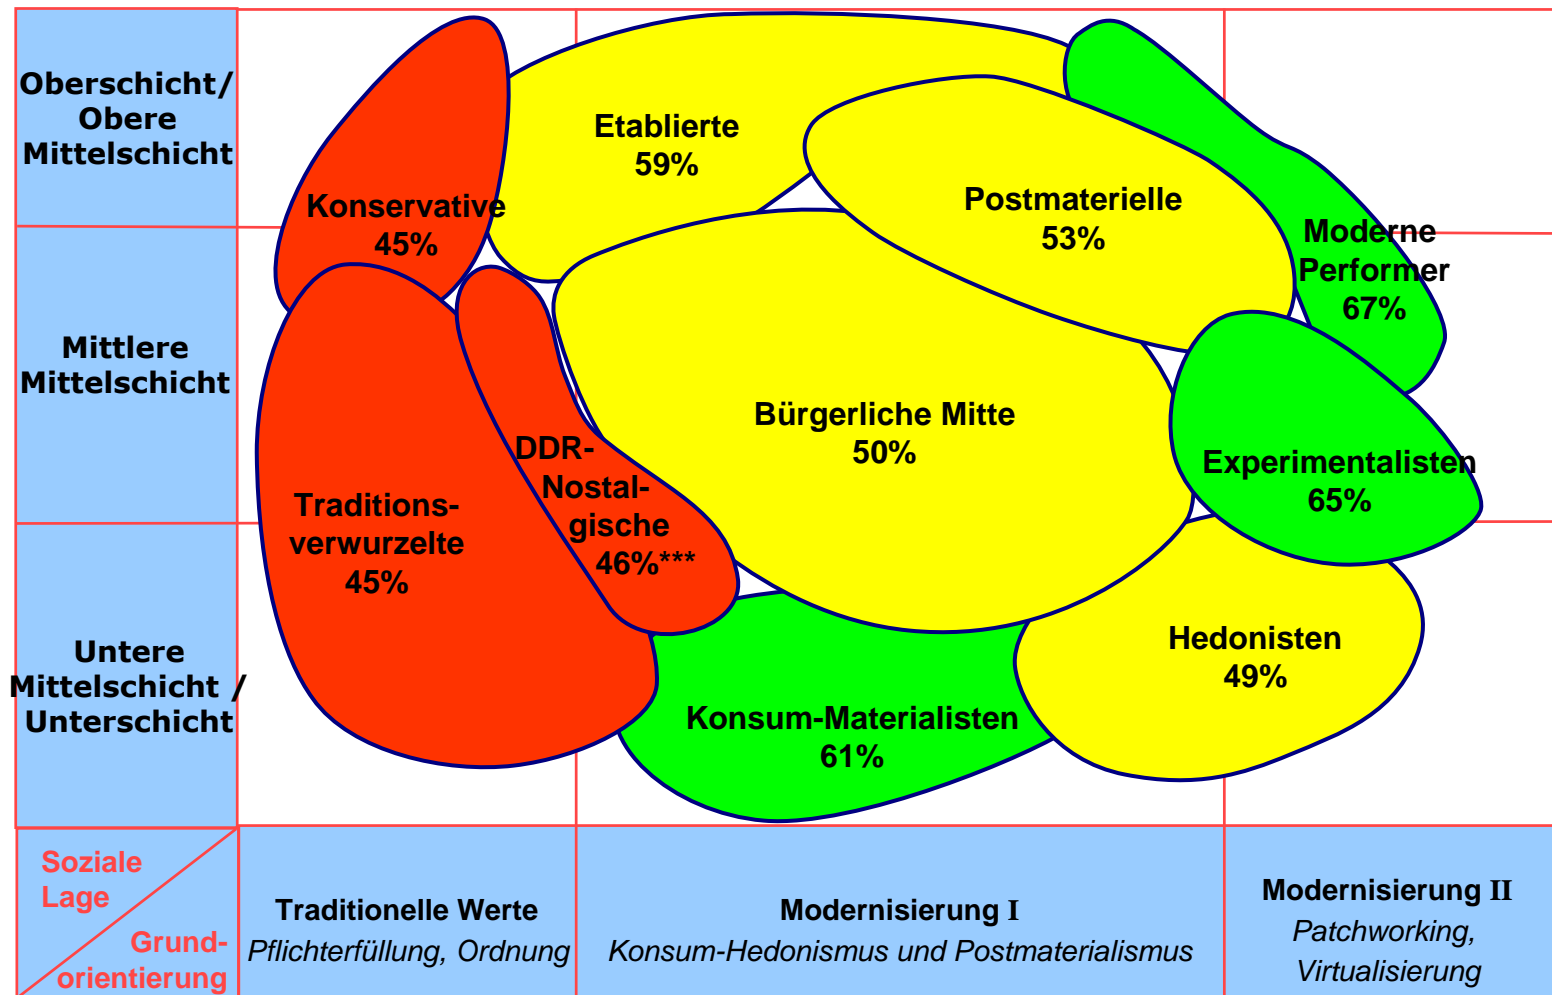 Oberschicht/
Obere
Mittelschicht
Etablierte
59%
Konservative
45%
Postmaterielle
53%
Moderne
Performer
67%
Mittlere
Mittelschicht
Bürgerliche Mitte
50%
DDR-
Nostal-
gische
46%***
Experimentalisten
65%
Traditions-
verwurzelte
45%
Untere
Mittelschicht /
Unterschicht
Hedonisten
49%
Konsum-Materialisten
61%
Soziale
Lage
Grund-
orientierung
Traditionelle Werte
Pflichterfüllung, Ordnung
Modernisierung I
Konsum-Hedonismus und Postmaterialismus
Modernisierung II
Patchworking,
Virtualisierung